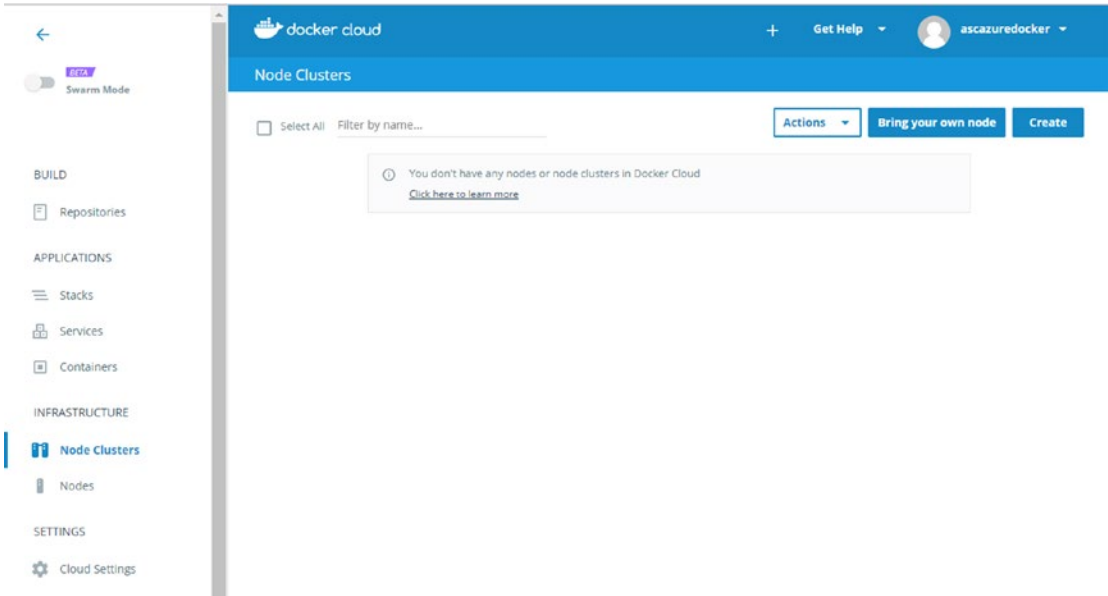 BETA
Swarm Mode
BUILD
Repositories
APPLICATIONS
Stacks
Services
Containers
INFRASTRUCTURE
Node Clusters
Nodes
SETTINGS
Cloud Settings
docker cloud
Get Help
ascazuredocker
Node Clusters
Select All Filter by name...
Actions Bring your own node Create
You don't have any nodes or node clusters in Docker Cloud
Click here to learn more